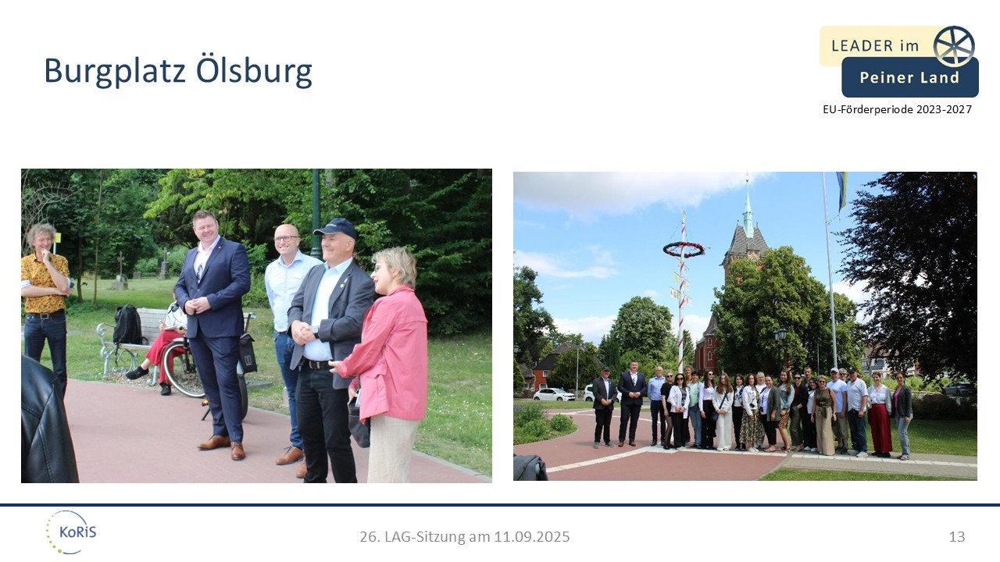 Burgplatz Ölsburg
LEADER im
Peiner Land
EU-Förderperiode 2023-2027
KoRiS
26. LAG-Sitzung am 11.09.2025
13